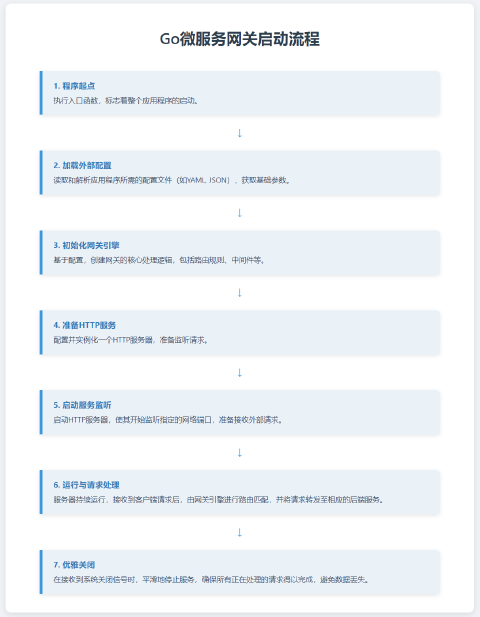 Go微服务网关启动流程
1. 程序起点
执行入口函数，标志着整个应用程序的启动。
↓
2. 加载外部配置
读取和解析应用程序所需的配置文件（如YAML, JSON），获取基础参数。
↓
3. 初始化网关引擎
基于配置，创建网关的核心处理逻辑，包括路由规则、中间件等。
↓
4. 准备HTTP服务
配置并实例化一个HTTP服务器，准备监听请求。
↓
5. 启动服务监听
启动HTTP服务器，使其开始监听指定的网络端口，准备接收外部请求。
↓
6. 运行与请求处理
服务器持续运行，接收到客户端请求后，由网关引擎进行路由匹配，并将请求转发至相应的后端服务。
↓
7. 优雅关闭
在接收到系统关闭信号时，平滑地停止服务，确保所有正在处理的请求得以完成，避免数据丢失。